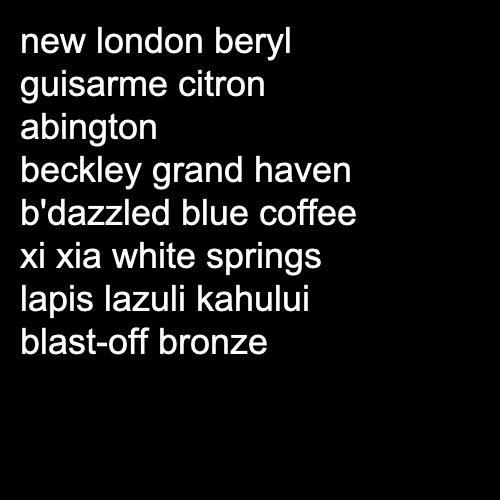 new london beryl
guisarme citron
abington
beckley grand haven
b'dazzled blue coffee
xi xia white springs
lapis lazuli kahului
blast-off bronze